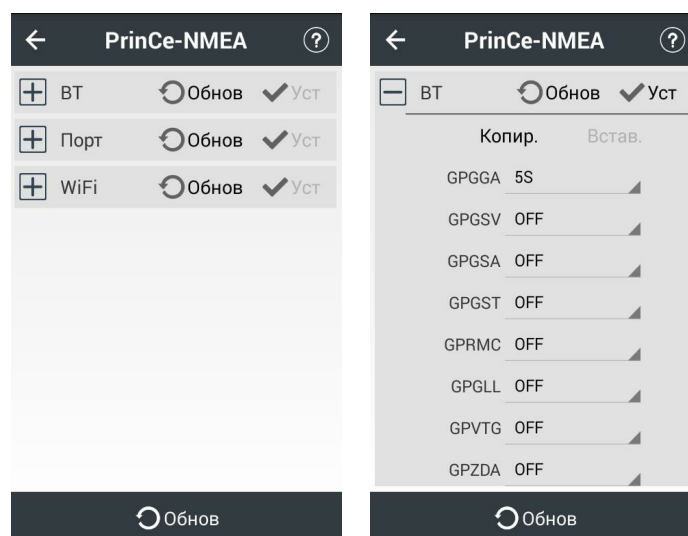 PrinCe-NMEA ?
BT Обнов Уст
Порт Обнов Уст
WiFi Обнов Уст
Обнов
PrinCe-NMEA ?
BT Обнов Уст
Копир. Встав.
GPGGA 5S
GPGSV OFF
GPGSA OFF
GPGST OFF
GPRMC OFF
GPGLL OFF
GPVTG OFF
GPZDA OFF
Обнов